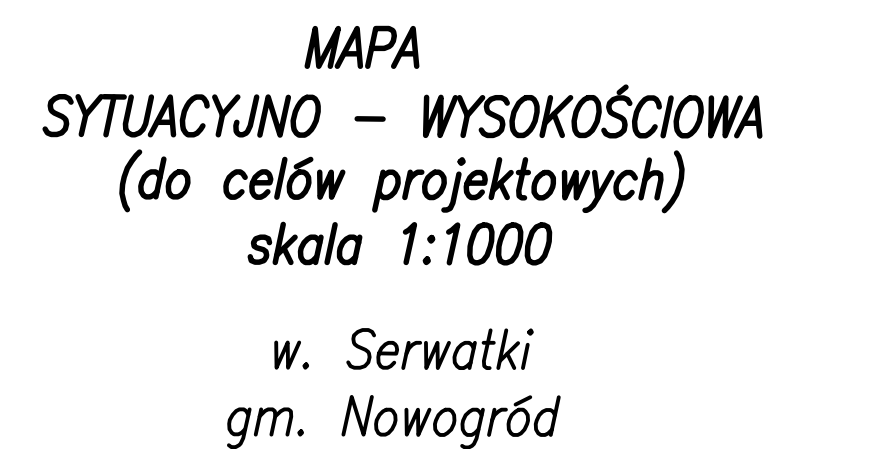 MAPA
SYTUACYJNO – WYSOKOŚCIOWA
(do celów projektowych)
skala 1:1000
w. Serwatki
gm. Nowogród